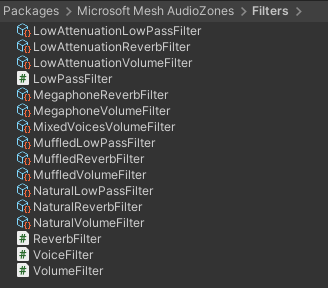 Packages > Microsoft Mesh AudioZones > Filters >
LowAttenuationLowPassFilter
LowAttenuationReverbFilter
LowAttenuationVolumeFilter
LowPassFilter
MegaphoneReverbFilter
MegaphoneVolumeFilter
MixedVoicesVolumeFilter
MuffledLowPassFilter
MuffledReverbFilter
MuffledVolumeFilter
NaturalLowPassFilter
NaturalReverbFilter
NaturalVolumeFilter
ReverbFilter
VoiceFilter
VolumeFilter